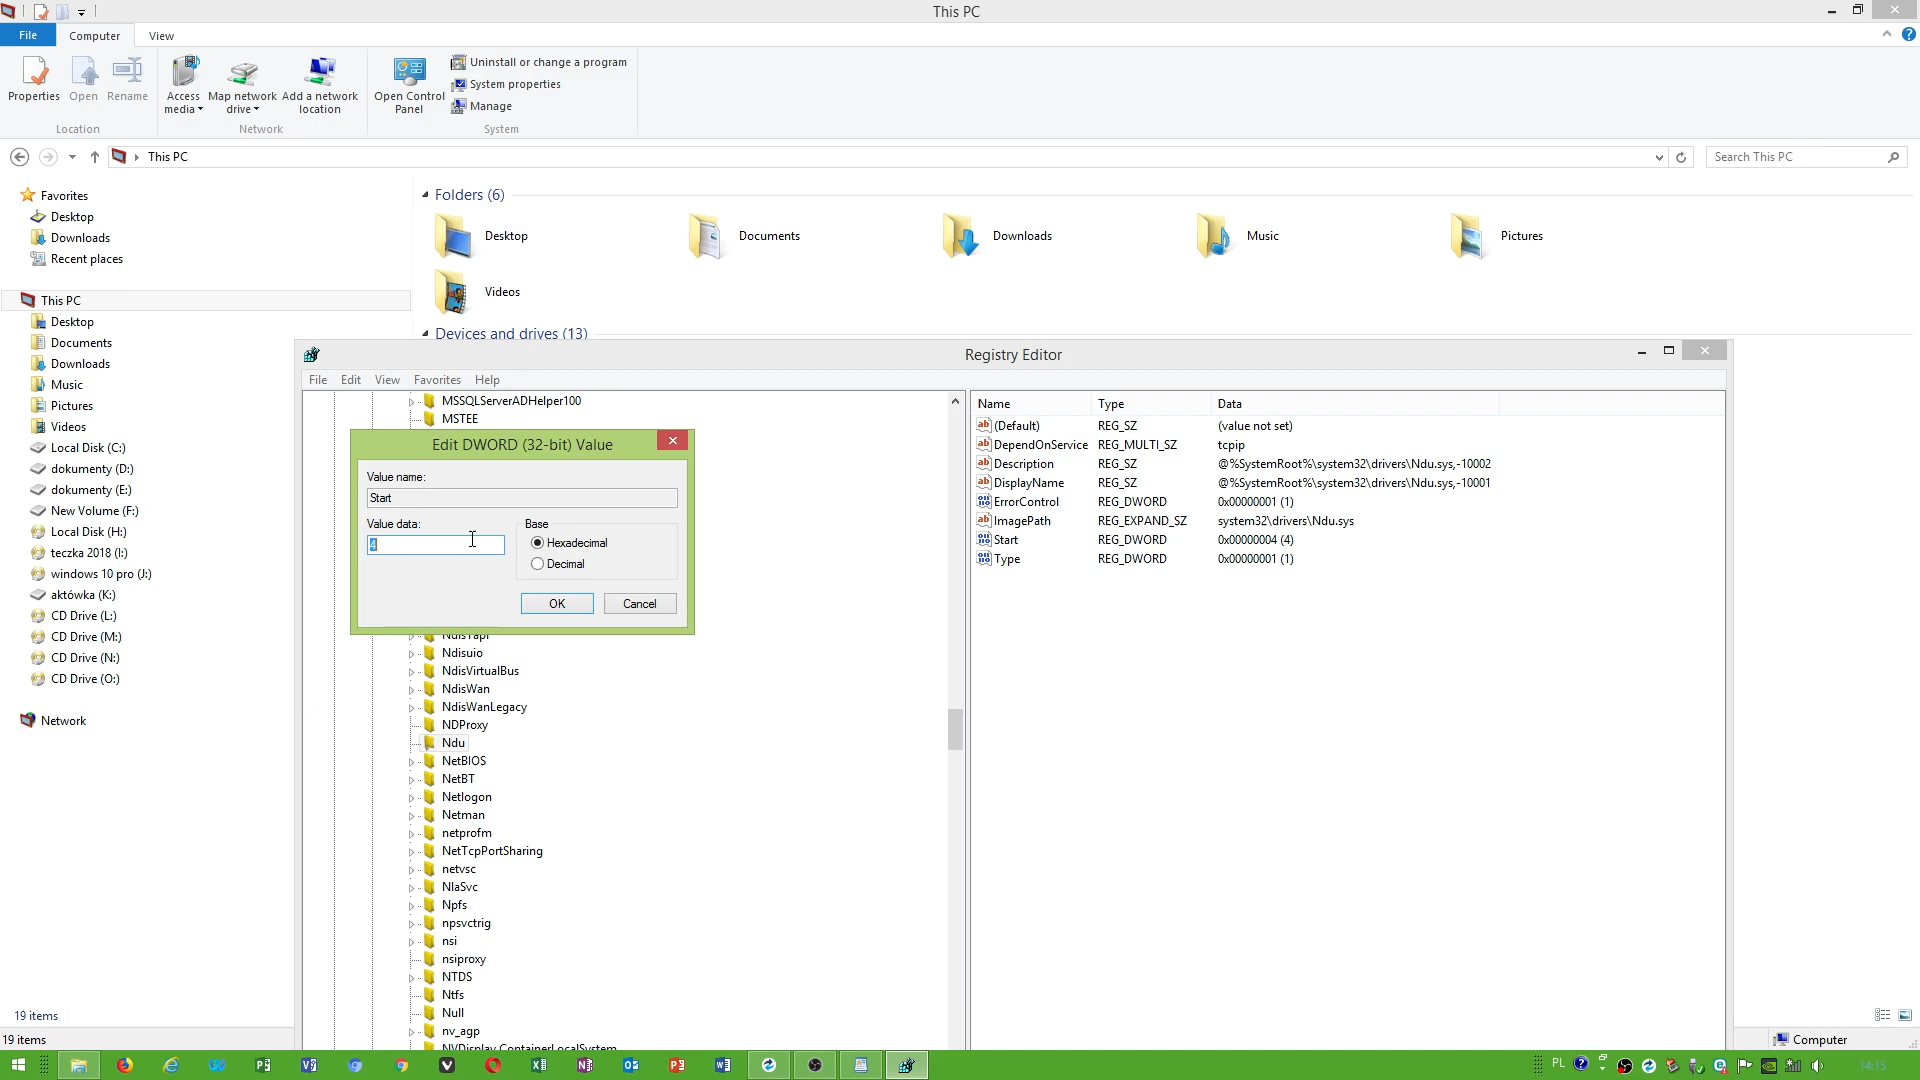 This PC
File
Computer
View
Properties
Open
Rename
Access media
Map network drive
Add a network location
Open Control Panel
Uninstall or change a program
System properties
Manage
Location
Network
System
This PC
Search This PC
Favorites
Desktop
Downloads
Recent places
This PC
Desktop
Documents
Downloads
Music
Pictures
Videos
Local Disk (C:)
dokumenty (D:)
dokumenty (E:)
New Volume (F:)
Local Disk (H:)
teczka 2018 (I:)
windows 10 pro (J:)
aktówka (K:)
CD Drive (L:)
CD Drive (M:)
CD Drive (N:)
CD Drive (O:)
Network
19 items
19 items
Folders (6)
Desktop
Documents
Downloads
Music
Pictures
Videos
Devices and drives (13)
Registry Editor
File Edit View Favorites Help
MSSQLServerADHelper100
MSTEE
Edit DWORD (32-bit) Value
Value name:
Start
Value data:
4
Base
Hexadecimal
Decimal
OK
Cancel
NdisTapi
Ndisuio
NdisVirtualBus
NdisWan
NdisWanLegacy
NDProxy
Ndu
NetBIOS
NetBT
Netlogon
Netman
netprofm
NetTcpPortSharing
netvsc
NlaSvc
Npfs
npsvctrig
nsi
nsiproxy
NTDS
Ntfs
Null
nv_agp
NVDisplay.ContainerLocalSystem
Name Type Data
(Default) REG_SZ (value not set)
DependOnService REG_MULTI_SZ tcpip
Description REG_SZ @%SystemRoot%\system32\drivers\Ndu.sys,-10002
DisplayName REG_SZ @%SystemRoot%\system32\drivers\Ndu.sys,-10001
ErrorControl REG_DWORD 0x00000001 (1)
ImagePath REG_EXPAND_SZ system32\drivers\Ndu.sys
Start REG_DWORD 0x00000004 (4)
Type REG_DWORD 0x00000001 (1)
Computer
PL
14:15